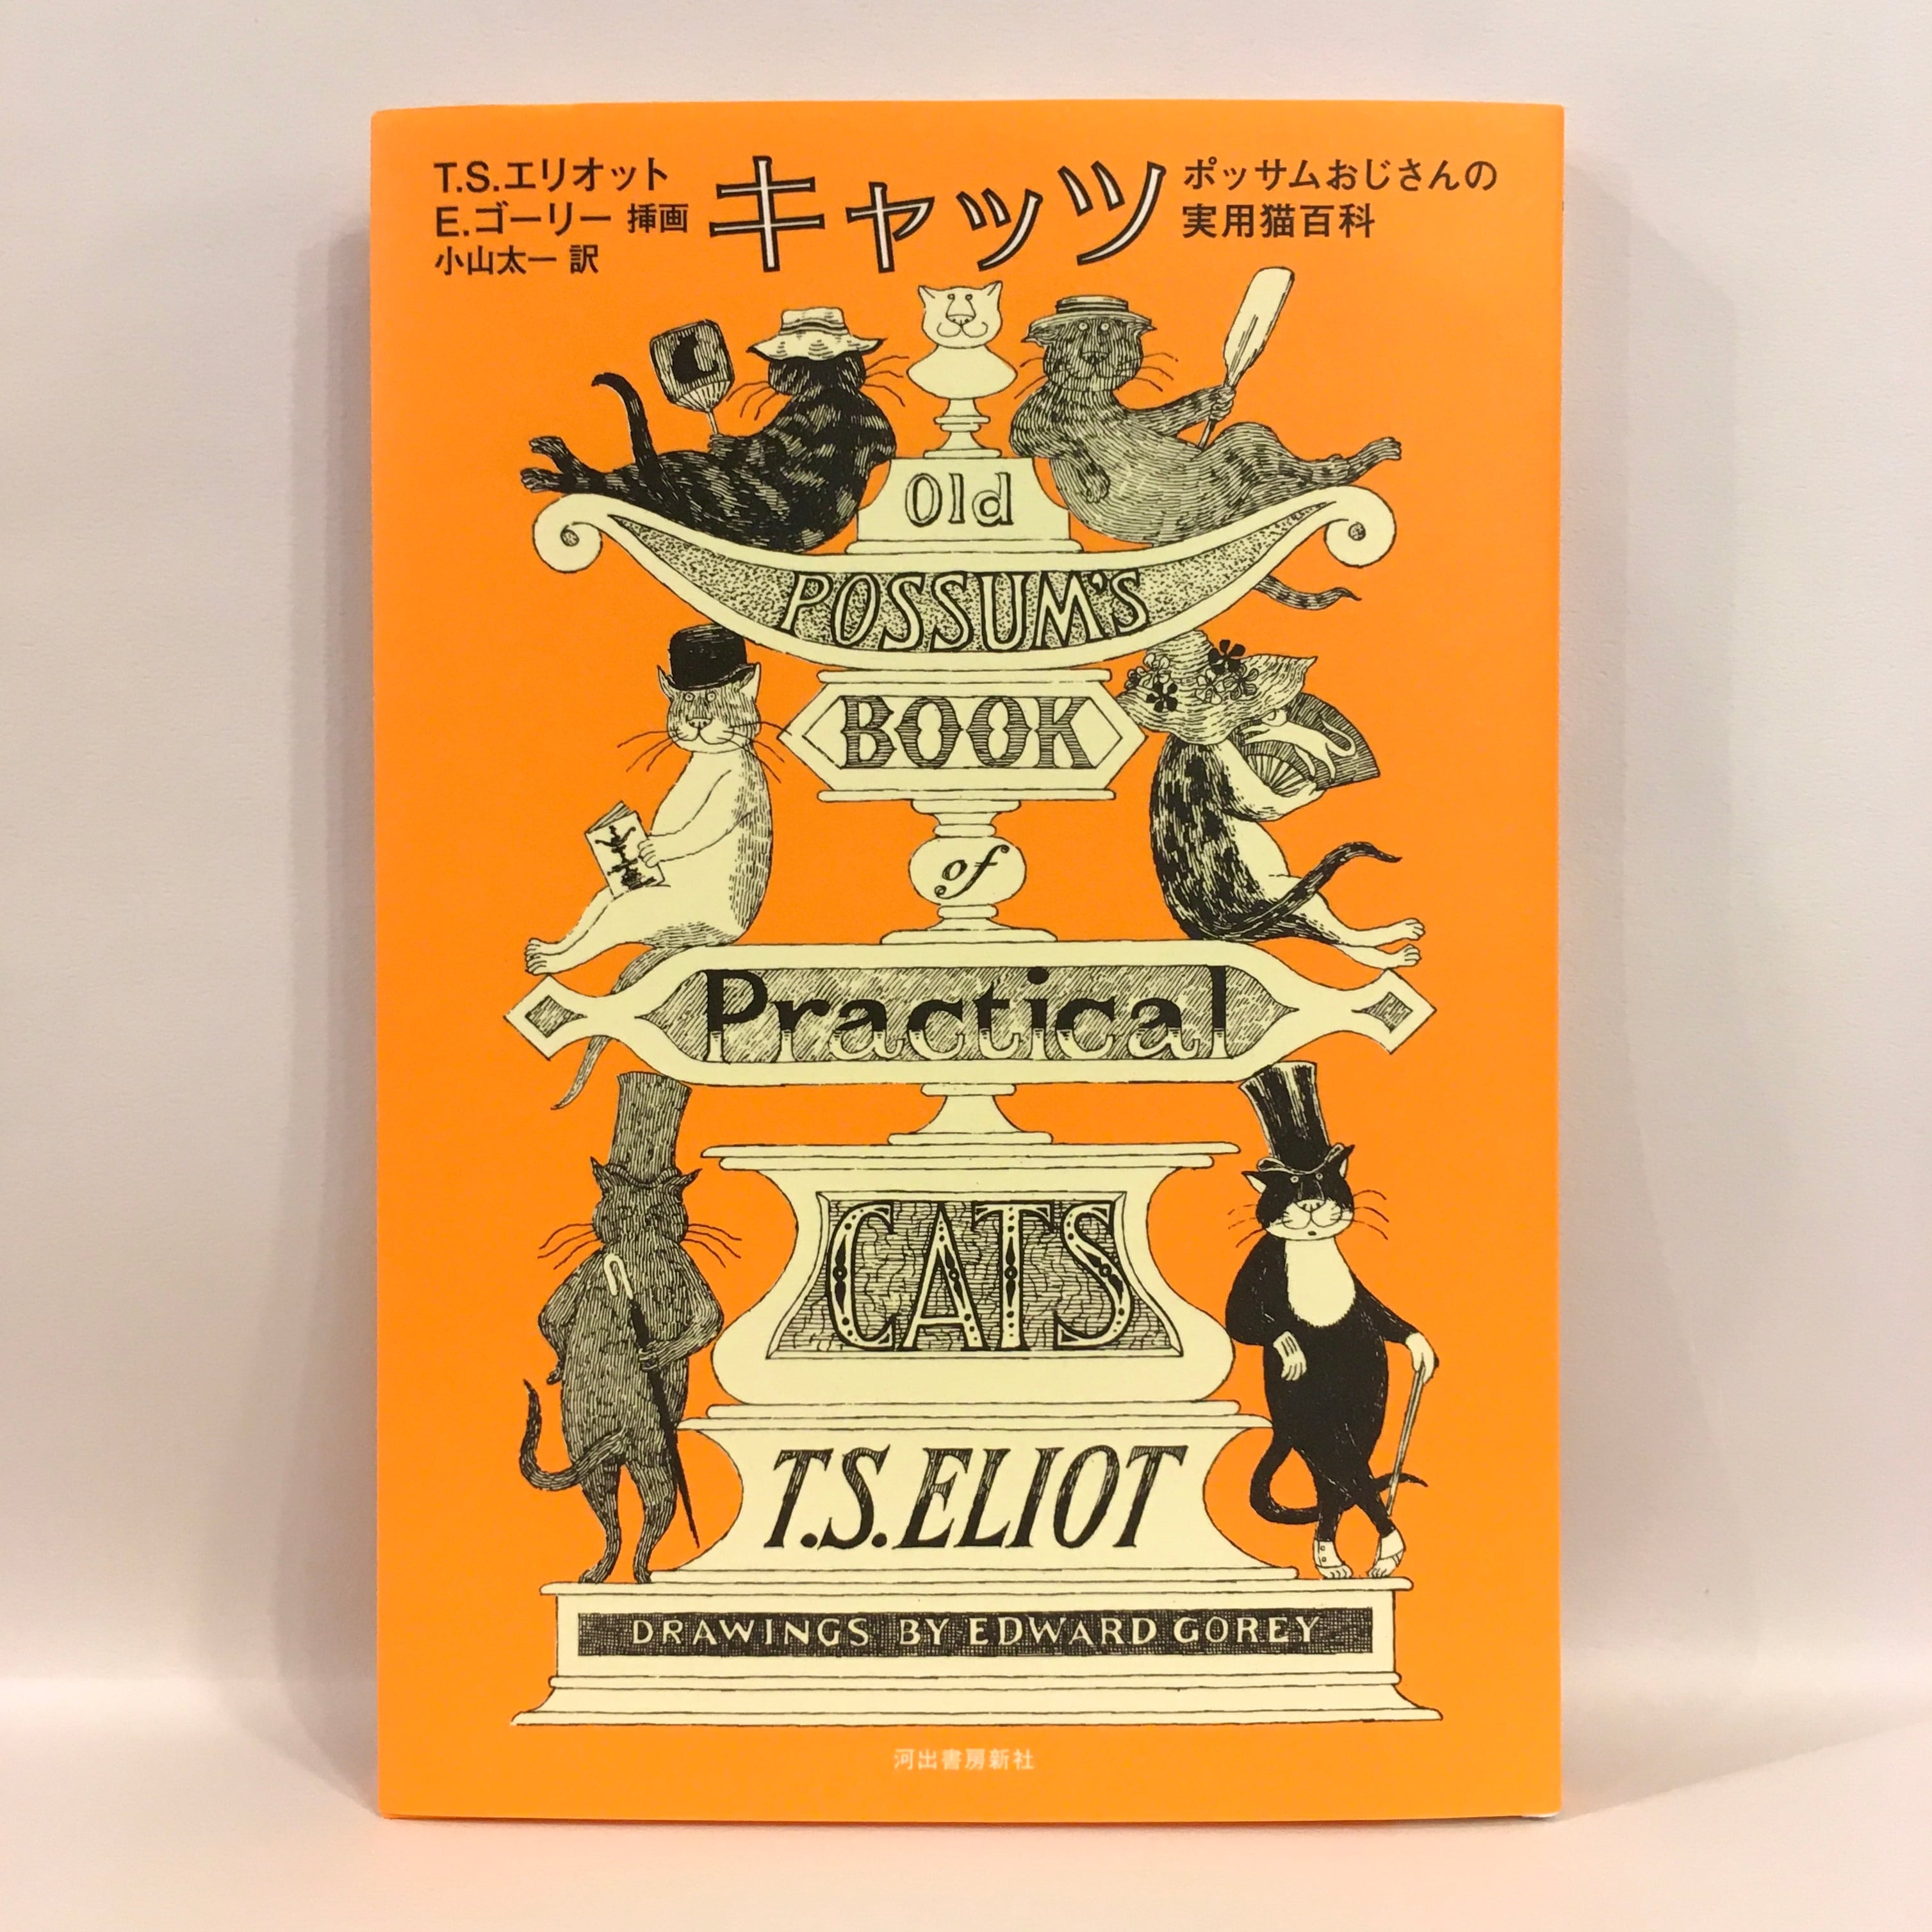 T.S.エリオット
E.ゴーリー 挿画
小山太一 訳
キャッツ
ポッサムおじさんの
実用猫百科
Old
POSSUM'S
BOOK
of
Practical
CATS
T.S.ELIOT
DRAWINGS BY EDWARD GOREY
河出書房新社